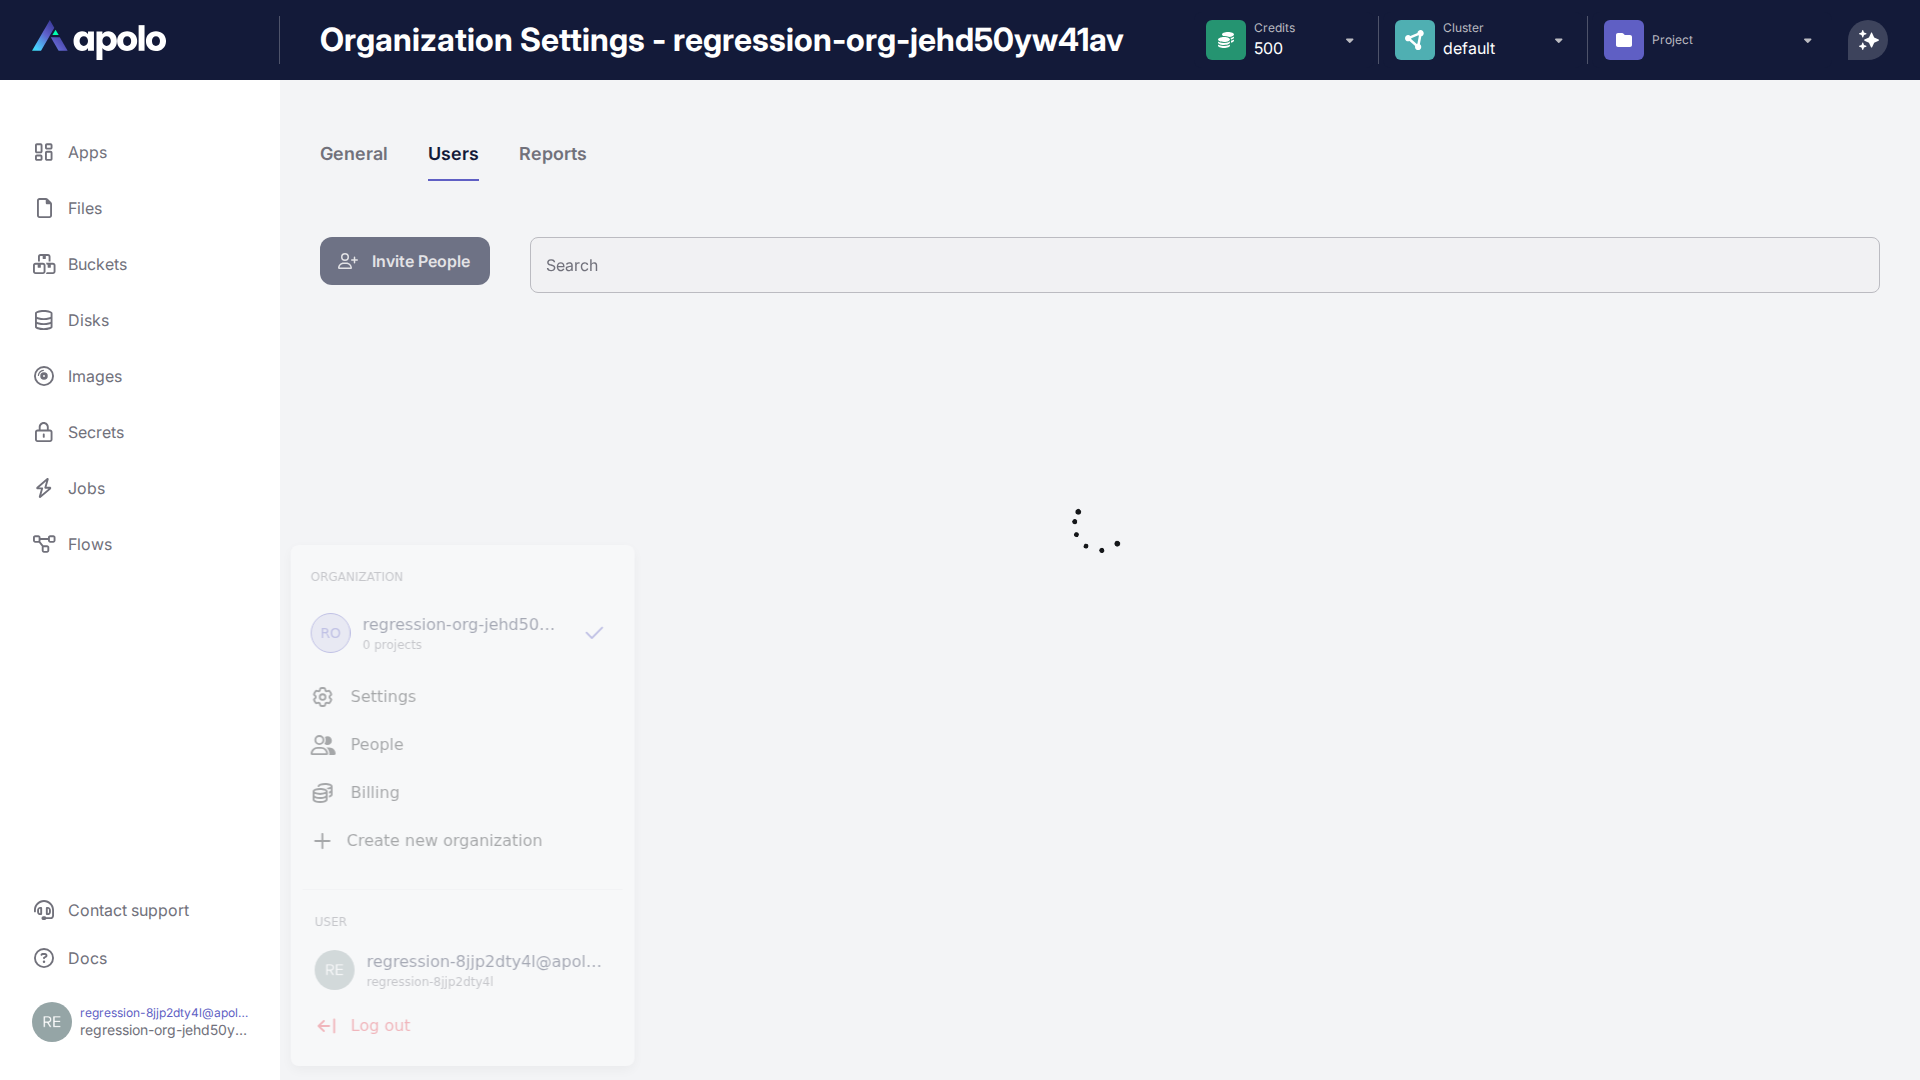 apolo
Organization Settings - regression-org-jehd50yw41av
Credits
500
Cluster
default
Project
Apps
Files
Buckets
Disks
Images
Secrets
Jobs
Flows
Contact support
Docs
RE
regression-8jjp2dty4l@apol...
regression-org-jehd50y...
General
Users
Reports
Invite People
Search
ORGANIZATION
RO
regression-org-jehd50...
0 projects
Settings
People
Billing
Create new organization
USER
RE
regression-8jjp2dty4l@apol...
regression-8jjp2dty4l
Log out